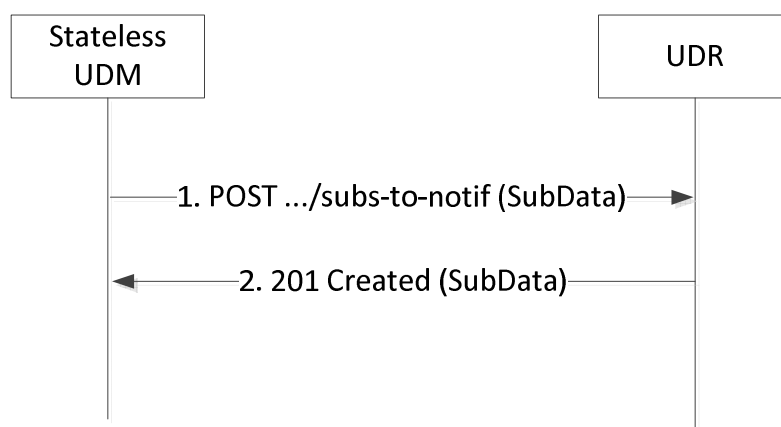 Stateless
UDM
UDR
1. POST .../subs-to-notif (SubData)
2. 201 Created (SubData)